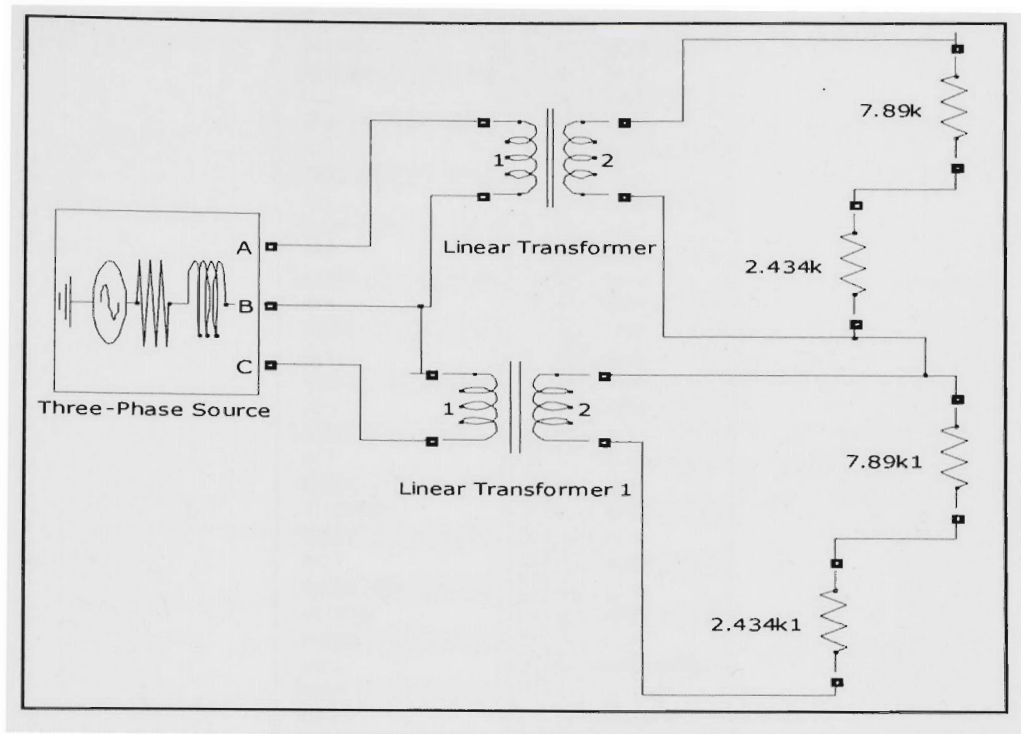 7.89k
1
2
A
Linear Transformer
2.434k
B
C
Three-Phase Source
1
2
7.89k1
Linear Transformer 1
2.434k1